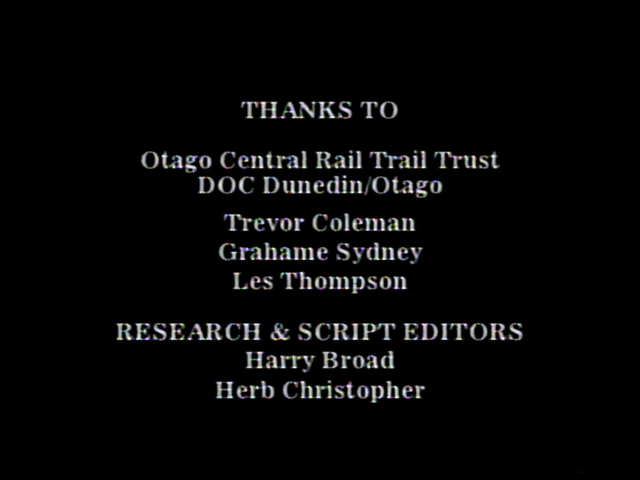 THANKS TO
Otago Central Rail Trail Trust
DOC Dunedin/Otago
Trevor Coleman
Grahame Sydney
Les Thompson
RESEARCH & SCRIPT EDITORS
Harry Broad
Herb Christopher